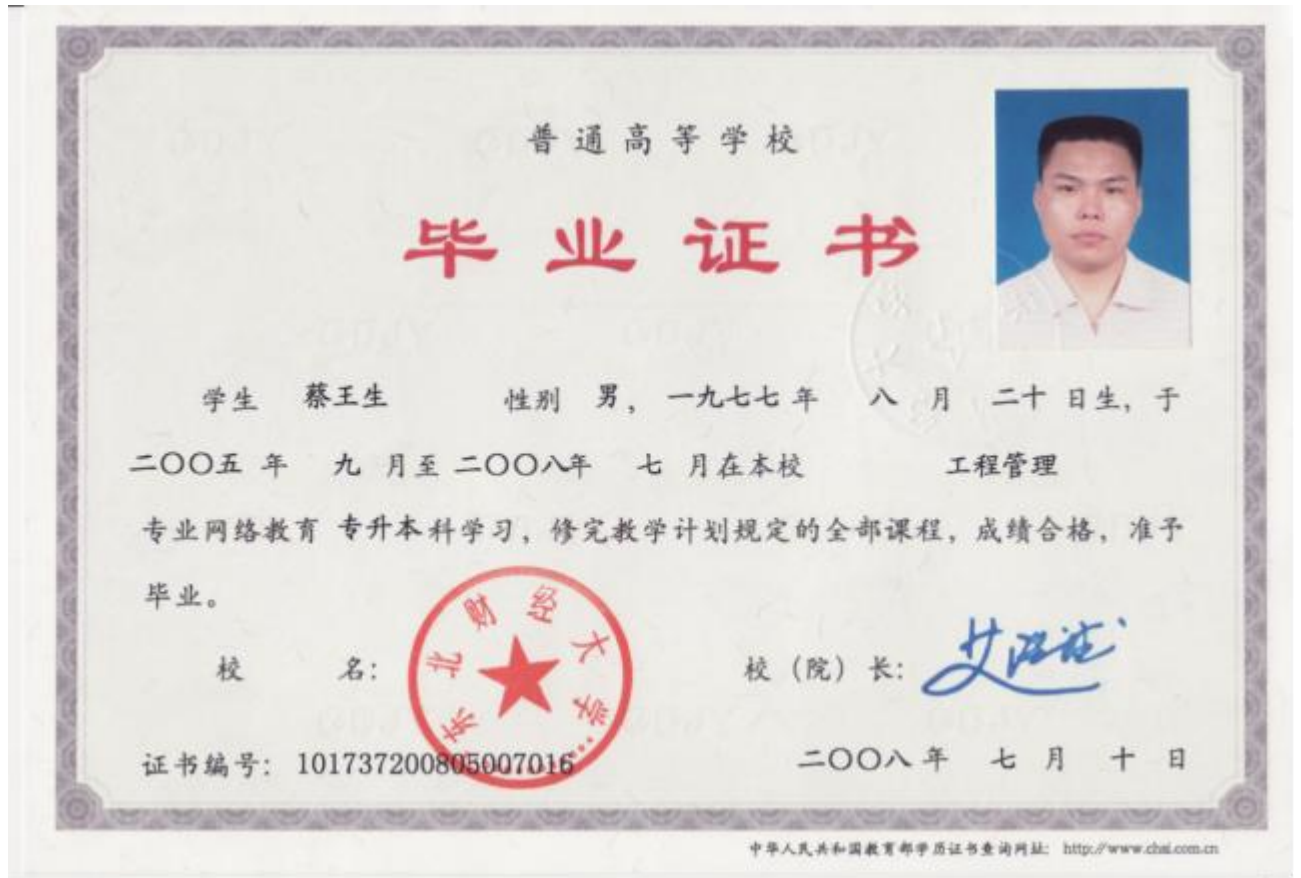 普通高等学校
毕业证书
学生 蔡王生 性别 男，一九七七年 八 月 二十 日生，于
二〇〇五 年 九 月至 二〇〇八年 七 月在本校 工程管理
专业网络教育 专升本科学习，修完教学计划规定的全部课程，成绩合格，准予
毕业。
校 名：
东北财经大学
校（院）长：
证书编号：101737200805007016
二〇〇八年 七 月 十 日
中华人民共和国教育部学历证书查询网址：http://www.chsi.com.cn